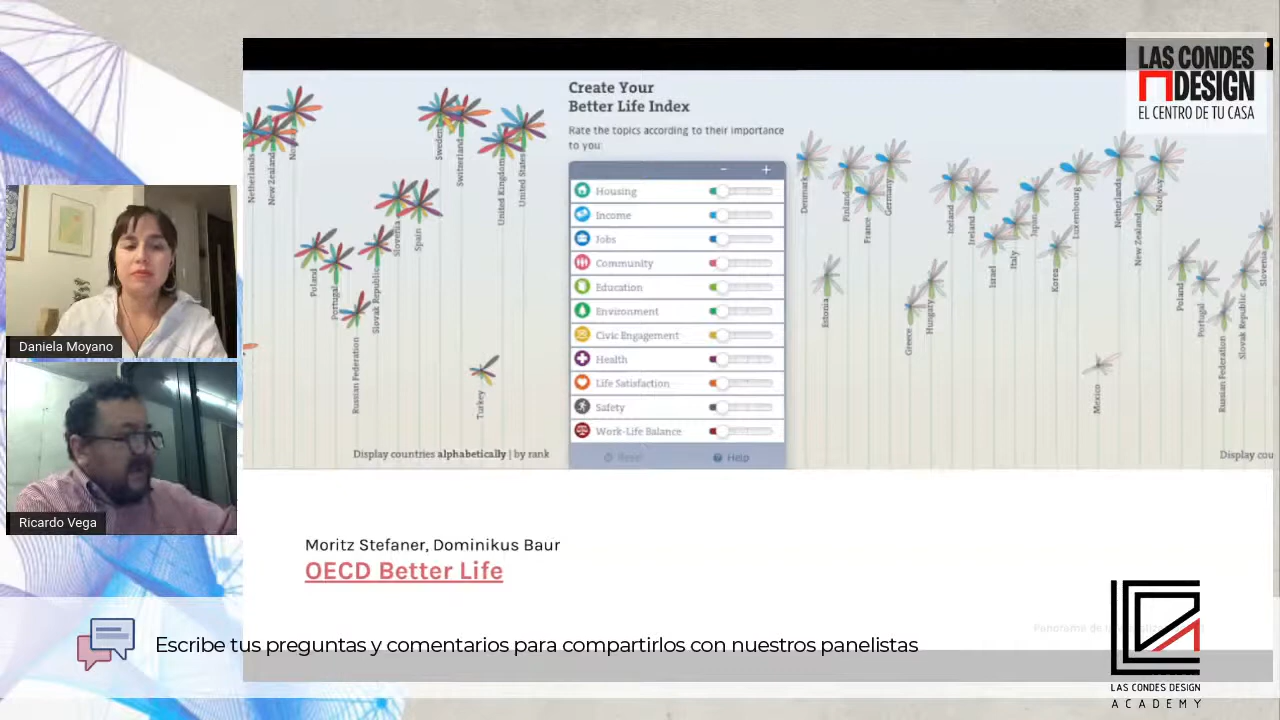 LAS CONDES
DESIGN
EL CENTRO DE TU CASA
Create Your
Better Life Index
Rate the topics according to their importance
to you:
Housing
Income
Jobs
Community
Education
Environment
Civic Engagement
Health
Life Satisfaction
Safety
Work-Life Balance
Reset
Help
Netherlands
New Zealand
Poland
Portugal
Russian Federation
Slovak Republic
Slovenia
Spain
Sweden
Switzerland
Turkey
United Kingdom
United States
Display countries alphabetically | by rank
Denmark
Estonia
Finland
France
Germany
Greece
Hungary
Iceland
Ireland
Israel
Italy
Japan
Korea
Luxembourg
Mexico
Netherlands
New Zealand
Norway
Poland
Portugal
Russian Federation
Slovak Republic
Slovenia
Display cou
Daniela Moyano
Ricardo Vega
Moritz Stefaner, Dominikus Baur
OECD Better Life
Escribe tus preguntas y comentarios para compartirlos con nuestros panelistas
LAS CONDES DESIGN
ACADEMY